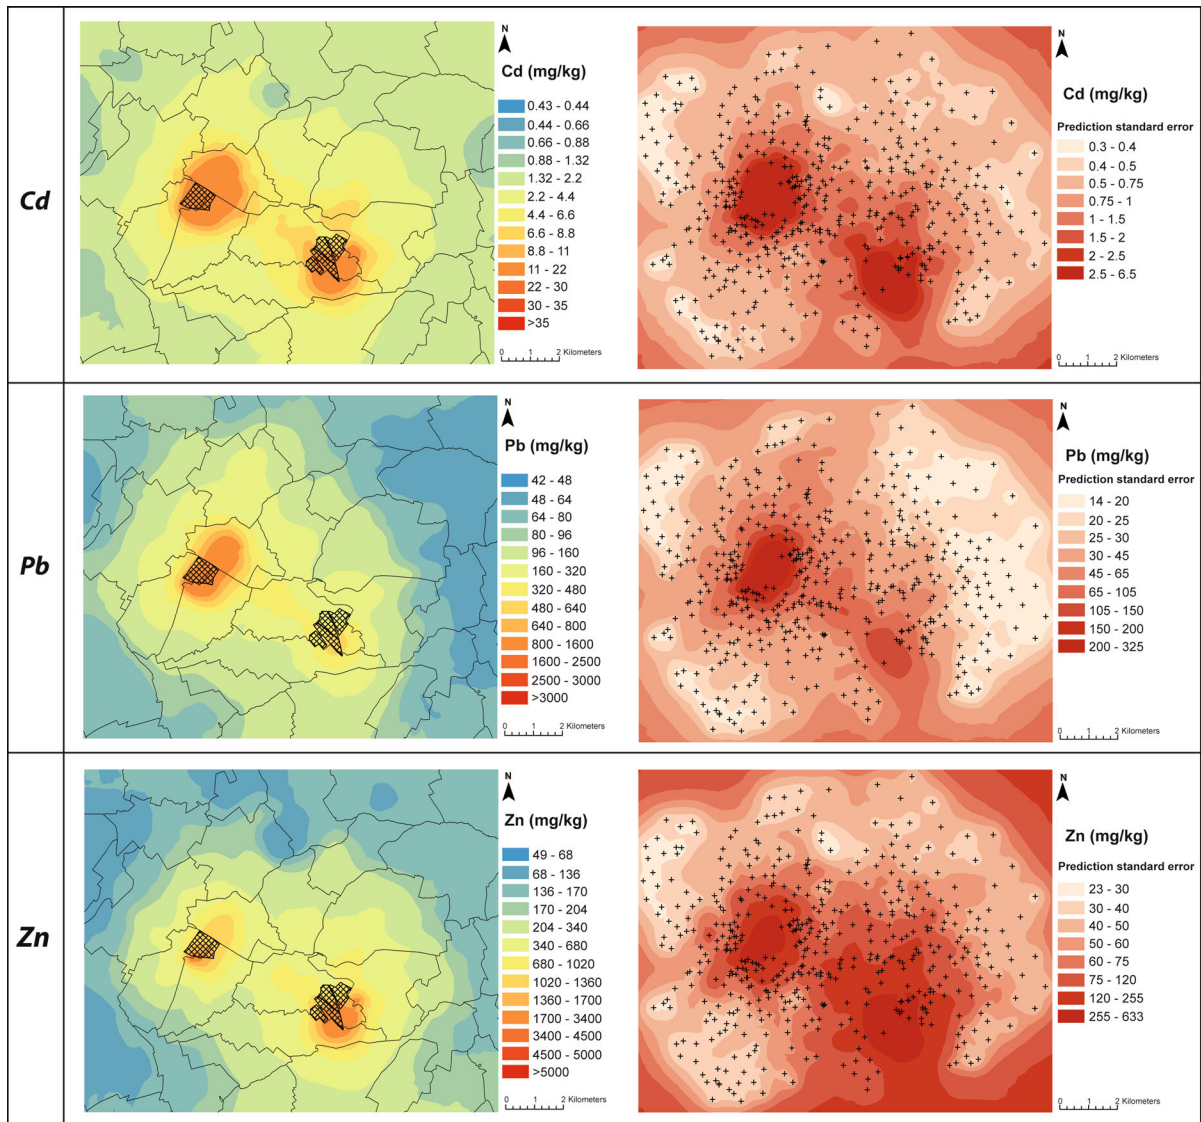 Cd
N
Cd (mg/kg)
0.43 - 0.44
0.44 - 0.66
0.66 - 0.88
0.88 - 1.32
1.32 - 2.2
2.2 - 4.4
4.4 - 6.6
6.6 - 8.8
8.8 - 11
11 - 22
22 - 30
30 - 35
>35
0 1 2 Kilometers
N
Cd (mg/kg)
Prediction standard error
0.3 - 0.4
0.4 - 0.5
0.5 - 0.75
0.75 - 1
1 - 1.5
1.5 - 2
2 - 2.5
2.5 - 6.5
0 1 2 Kilometers
Pb
N
Pb (mg/kg)
42 - 48
48 - 64
64 - 80
80 - 96
96 - 160
160 - 320
320 - 480
480 - 640
640 - 800
800 - 1600
1600 - 2500
2500 - 3000
>3000
0 1 2 Kilometers
N
Pb (mg/kg)
Prediction standard error
14 - 20
20 - 25
25 - 30
30 - 45
45 - 65
65 - 105
105 - 150
150 - 200
200 - 325
0 1 2 Kilometers
Zn
N
Zn (mg/kg)
49 - 68
68 - 136
136 - 170
170 - 204
204 - 340
340 - 680
680 - 1020
1020 - 1360
1360 - 1700
1700 - 3400
3400 - 4500
4500 - 5000
>5000
0 1 2 Kilometers
N
Zn (mg/kg)
Prediction standard error
23 - 30
30 - 40
40 - 50
50 - 60
60 - 75
75 - 120
120 - 255
255 - 633
0 1 2 Kilometers